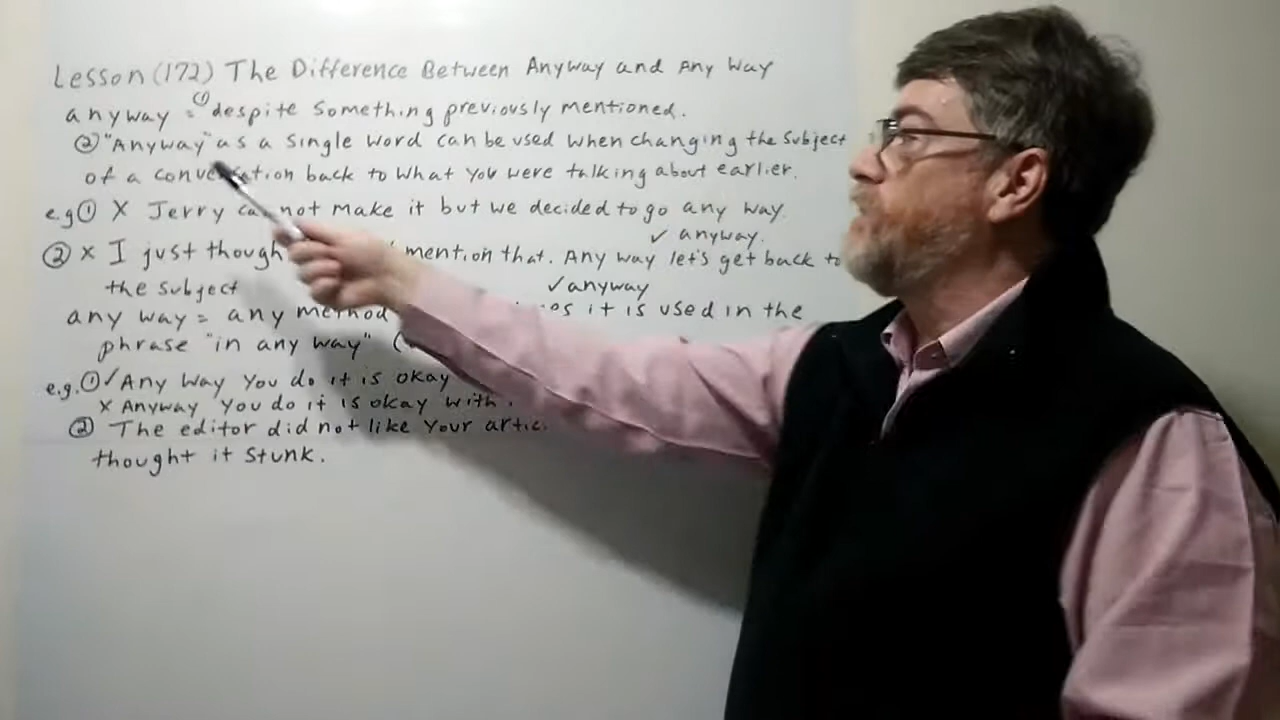 Lesson (172) The Difference Between Anyway and Any Way
anyway = ① despite something previously mentioned.
② "Anyway" as a single word can be used when changing the subject
of a conversation back to what you were talking about earlier.
e.g ① X Jerry cannot make it but we decided to go any way.
✓ anyway.
② X I just though mention that. Any way let's get back to
the subject ✓ anyway
any way = any method it is used in the
phrase "in any way" (
e.g. ① ✓ Any way you do it is okay
X Anyway you do it is okay with
② The editor did not like your
thought it stunk.